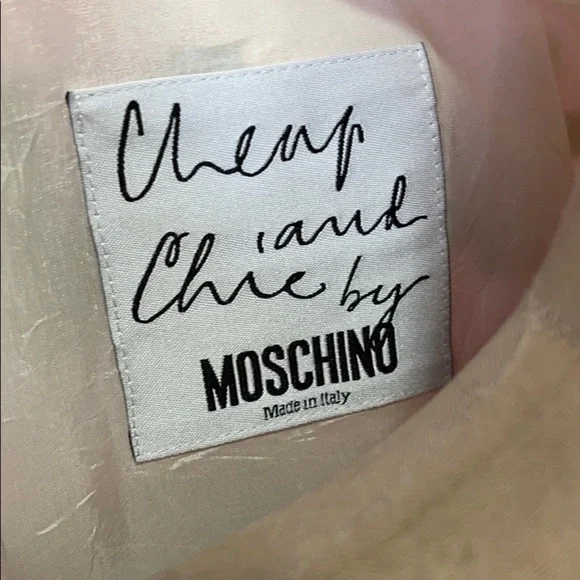 Cheap
and
Chic by
MOSCHINO
Made in Italy